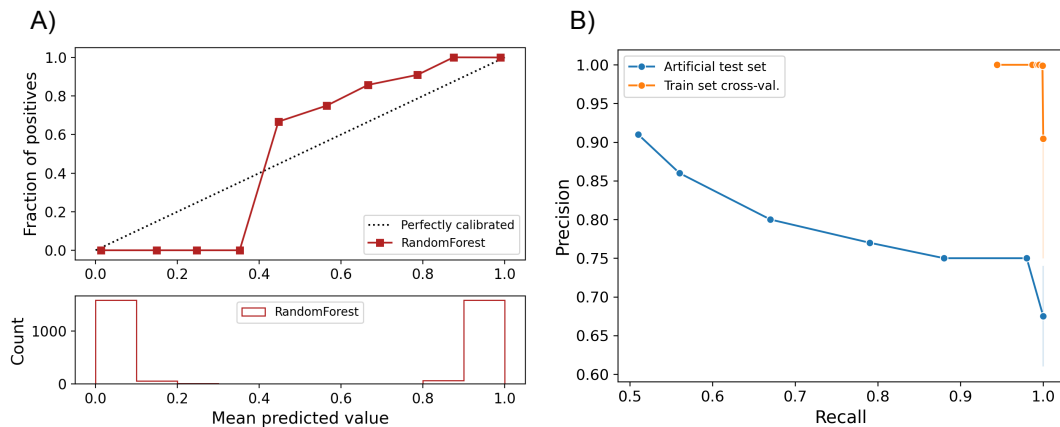 A)
1.0
0.8
0.6
0.4
0.2
0.0
Fraction of positives
Perfectly calibrated
RandomForest
0.0 0.2 0.4 0.6 0.8 1.0
RandomForest
1000
0
Count
0.0 0.2 0.4 0.6 0.8 1.0
Mean predicted value
B)
Artificial test set
Train set cross-val.
1.00
0.95
0.90
0.85
0.80
0.75
0.70
0.65
0.60
Precision
0.5 0.6 0.7 0.8 0.9 1.0
Recall